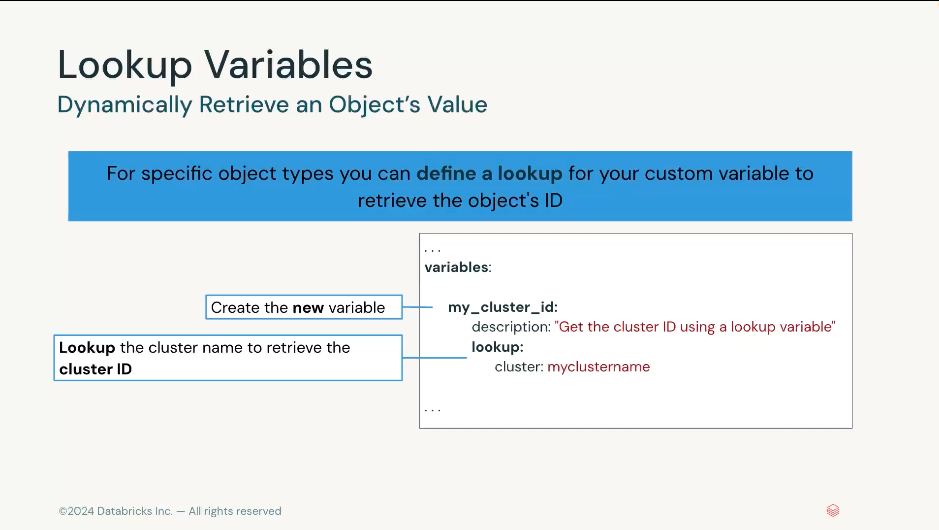 Lookup Variables
Dynamically Retrieve an Object's Value
For specific object types you can define a lookup for your custom variable to
retrieve the object's ID
...
variables:
Create the new variable
my_cluster_id:
description: "Get the cluster ID using a lookup variable"
Lookup the cluster name to retrieve the
cluster ID
lookup:
cluster: myclustername
...
©2024 Databricks Inc. — All rights reserved